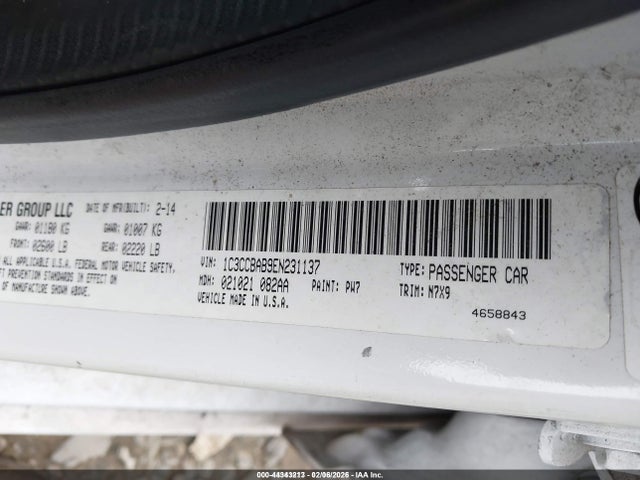 ER GROUP LLC DATE OF MFR(BUILT): 2-14
GAWR: 01180 KG GAWR: 01007 KG
FRONT: 02600 LB REAR: 02220 LB
ALL APPLICABLE U.S.A. FEDERAL MOTOR VEHICLE SAFETY,
THEFT PREVENTION STANDARDS IN EFFECT ON
OF MANUFACTURE SHOWN ABOVE.
VIN: 1C3CCBAB9EN231137 TYPE: PASSENGER CAR
MDH: 021021 082AA PAINT: PW7 TRIM: N7X9
VEHICLE MADE IN U.S.A. 4658843
000-44343213 - 02/06/2026 - IAA Inc.